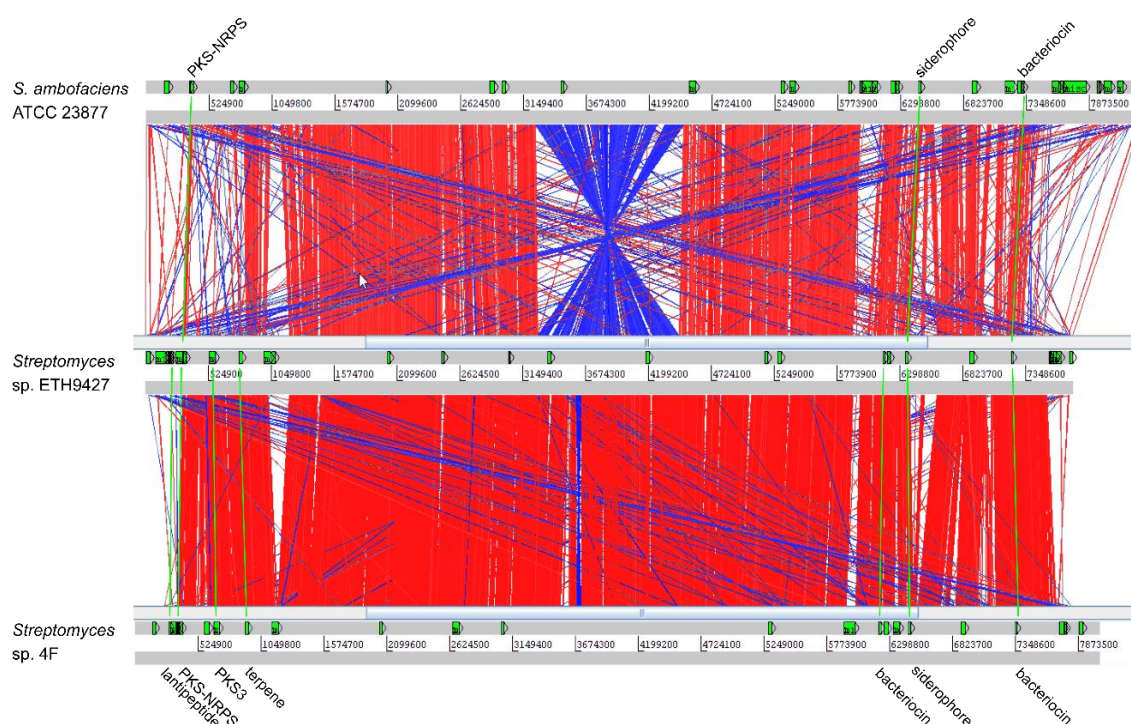 PKS-NRPS siderophore bacteriocin
S. ambofaciens
ATCC 23877
524900 1049800 1574700 2099600 2624500 3149400 3674300 4199200 4724100 5249000 5773900 6298800 6823700 7348600 7873500
Streptomyces
sp. ETH9427
524900 1049800 1574700 2099600 2624500 3149400 3674300 4199200 4724100 5249000 5773900 6298800 6823700 7348600
Streptomyces
sp. 4F
524900 1049800 1574700 2099600 2624500 3149400 3674300 4199200 4724100 5249000 5773900 6298800 6823700 7348600 7873500
lantipeptide PKS-NRPS PKS3 terpene bacteriocin siderophore bacteriocin